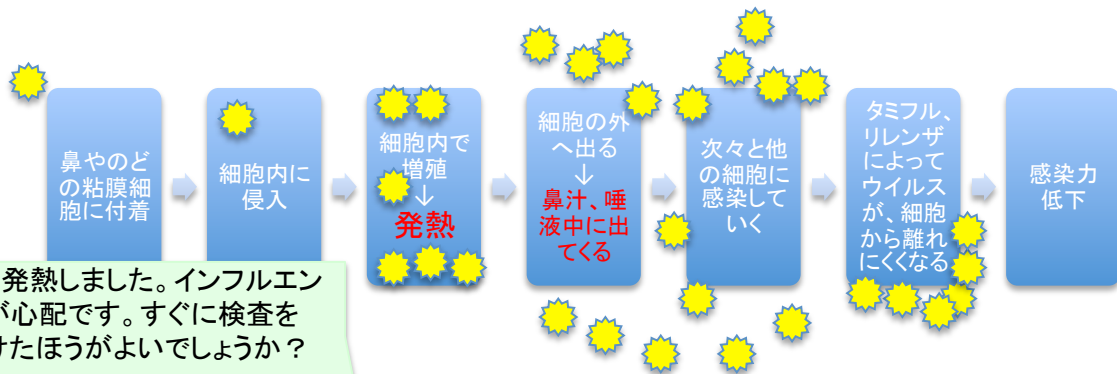 鼻やのど
の粘膜細
胞に付着
細胞内に
侵入
細胞内で
増殖
↓
発熱
細胞の外
へ出る
↓
鼻汁、唾
液中に出
てくる
次々と他
の細胞に
感染して
いく
タミフル、
リレンザ
によって
ウイルス
が、細胞
から離れ
にくくなる
感染力
低下
発熱しました。インフルエン
が心配です。すぐに検査を
けたほうがよいでしょうか？